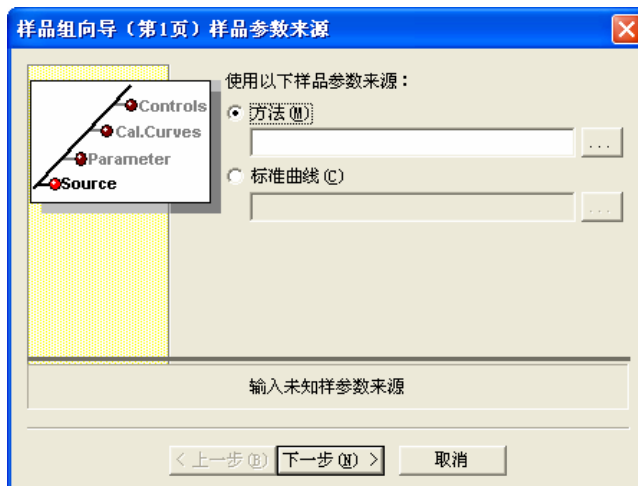 样品组向导（第1页）样品参数来源
Controls
Cal.Curves
Parameter
Source
使用以下样品参数来源：
方法(M)
...
标准曲线(C)
...
输入未知样参数来源
< 上一步(B)
下一步(N) >
取消